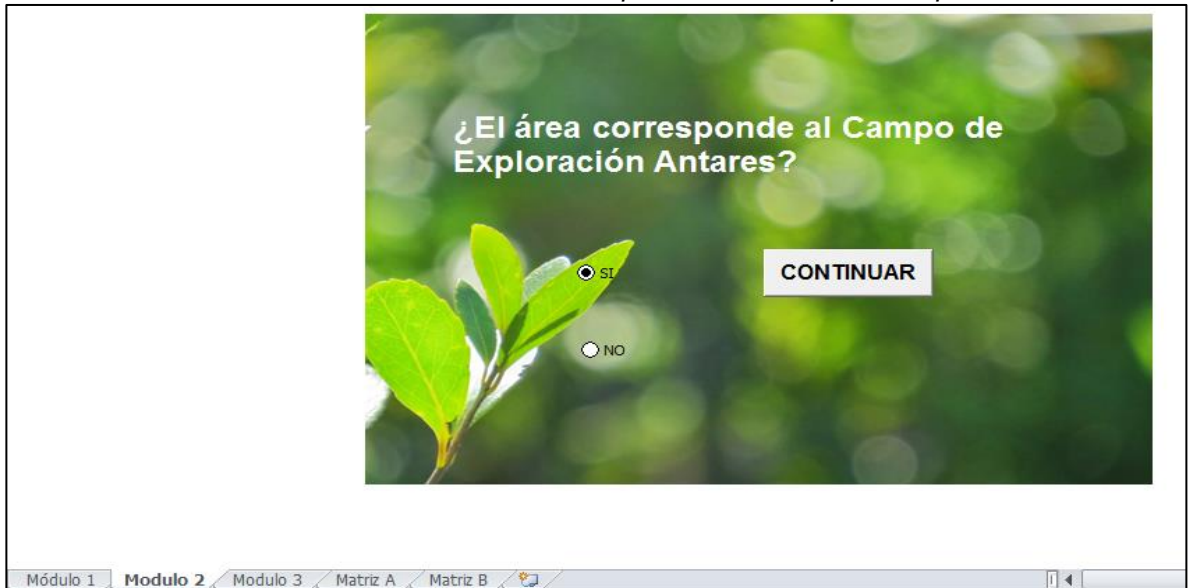 ¿El área corresponde al Campo de
Exploración Antares?
SI
CONTINUAR
NO
Módulo 1 Modulo 2 Modulo 3 Matriz A Matriz B